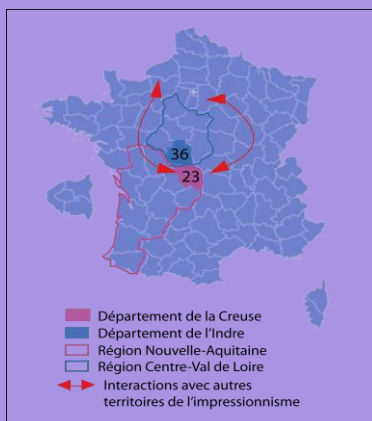 36
23
Département de la Creuse
Département de l'Indre
Région Nouvelle-Aquitaine
Région Centre-Val de Loire
Interactions avec autres
territoires de l'impressionnisme